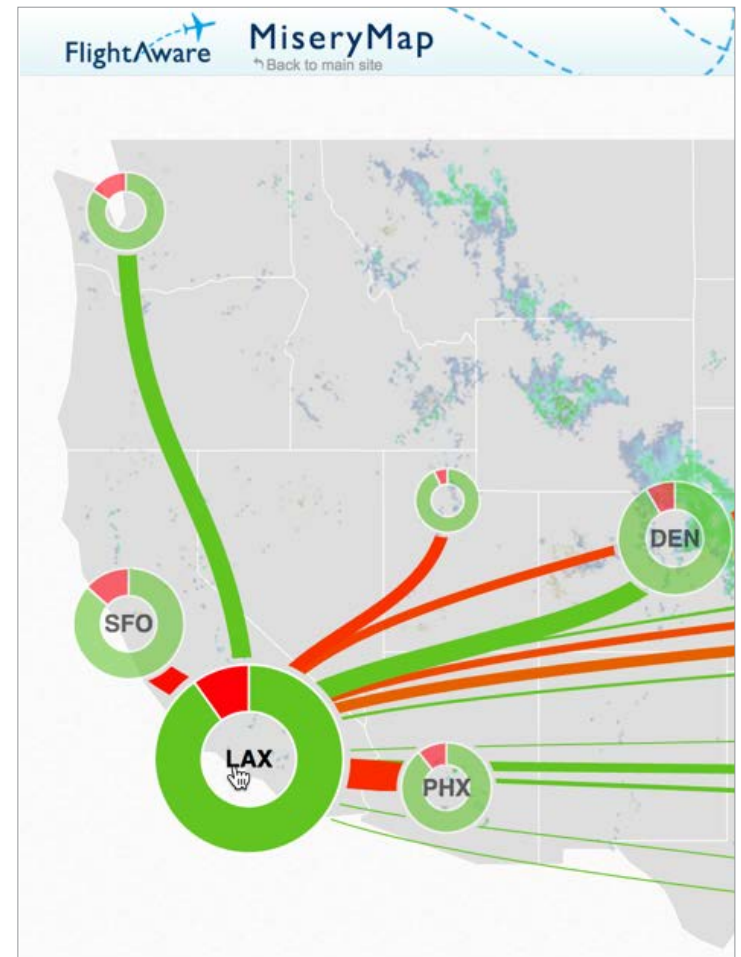 FlightAware
MiseryMap
↰Back to main site
DEN
SFO
LAX
PHX